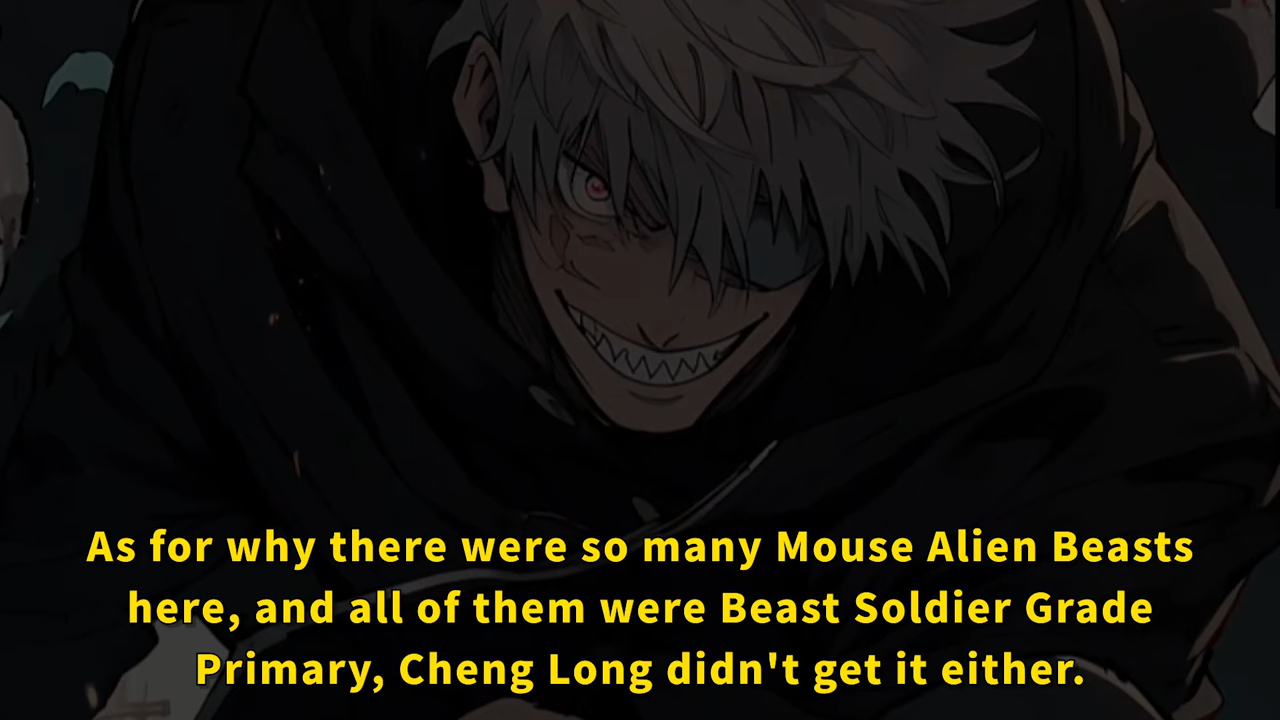 As for why there were so many Mouse Alien Beasts
here, and all of them were Beast Soldier Grade
Primary, Cheng Long didn't get it either.